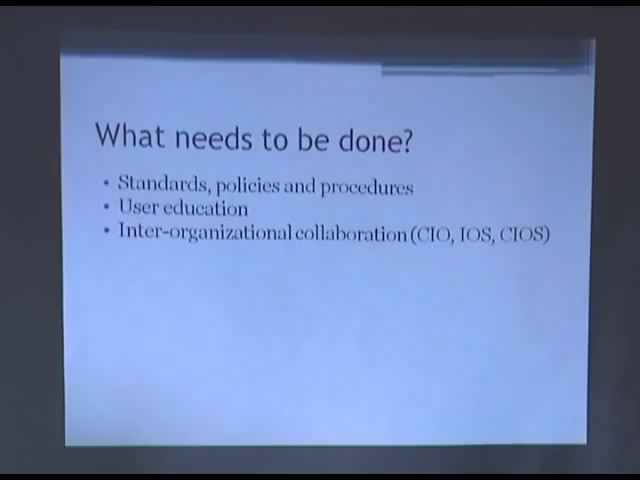 What needs to be done?
• Standards, policies and procedures
• User education
• Inter-organizational collaboration (CIO, IOS, CIOS)